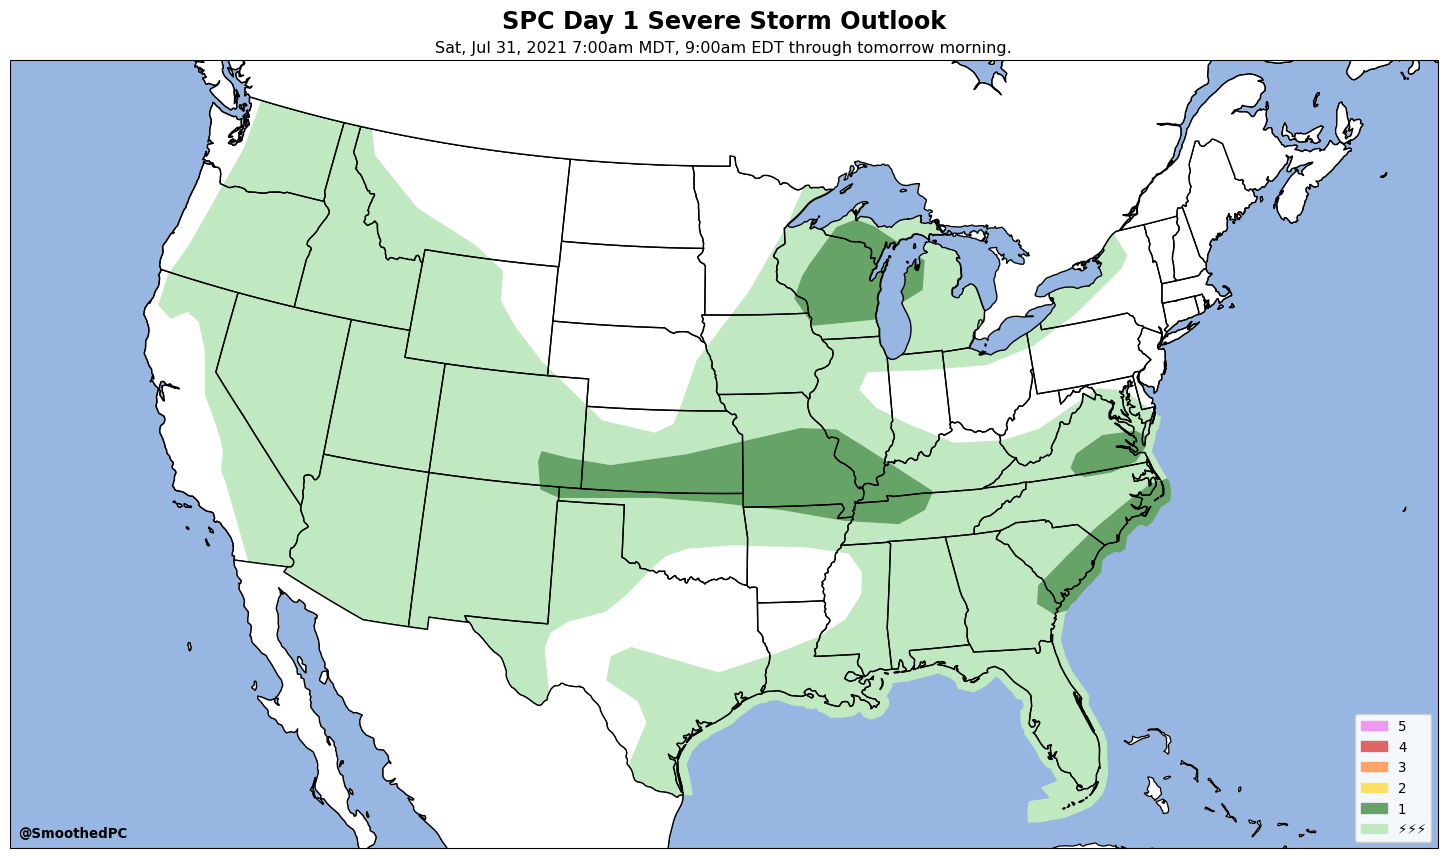 SPC Day 1 Severe Storm Outlook
Sat, Jul 31, 2021 7:00am MDT, 9:00am EDT through tomorrow morning.
5
4
3
2
1
⚡⚡⚡
@SmoothedPC